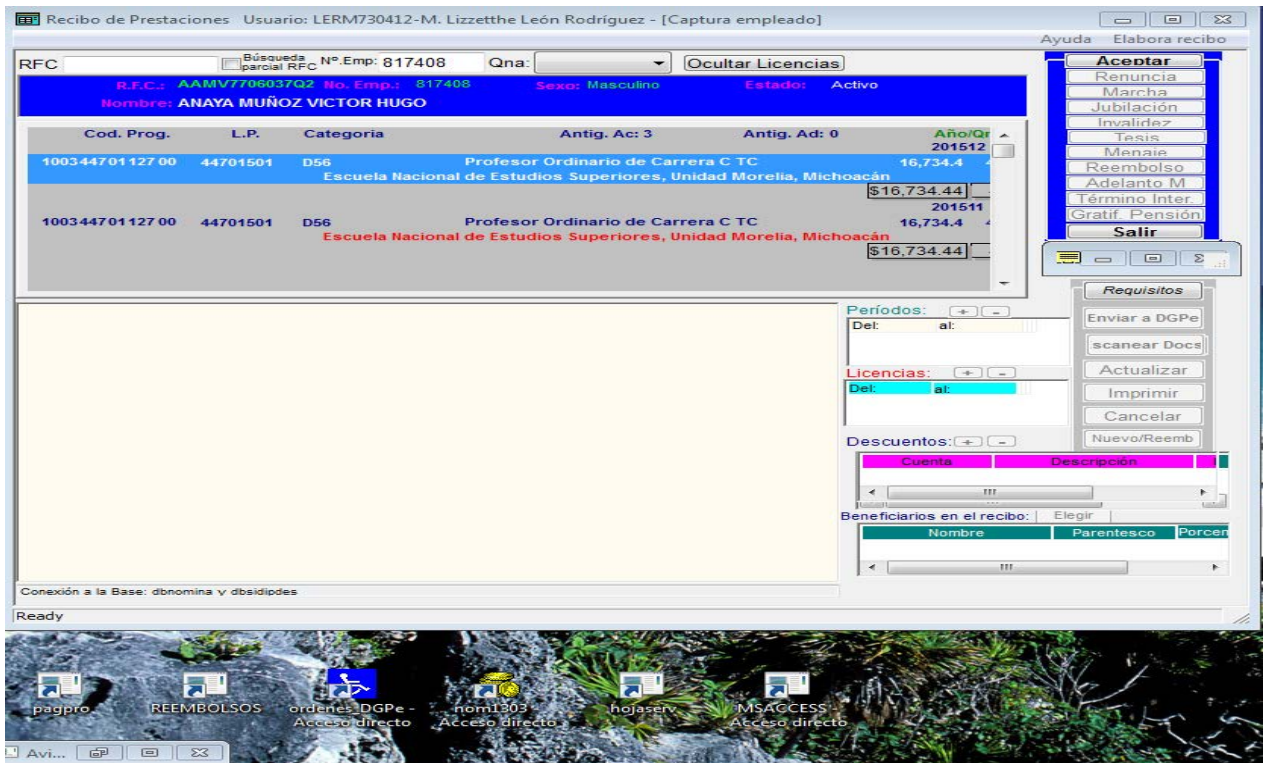 Recibo de Prestaciones Usuario: LERM730412-M. Lizzetthe León Rodríguez - [Captura empleado]
Ayuda Elabora recibo
RFC Búsqueda parcial RFC Nº.Emp: 817408 Qna: Ocultar Licencias
R.F.C.: AAMV7706037Q2 No. Emp.: 817408 Sexo: Masculino Estado: Activo
Nombre: ANAYA MUÑOZ VICTOR HUGO
Cod. Prog. L.P. Categoria Antig. Ac: 3 Antig. Ad: 0 Año/Qr
201512
10034470112700 44701501 D56 Profesor Ordinario de Carrera C TC 16,734.4
Escuela Nacional de Estudios Superiores, Unidad Morelia, Michoacán
$16,734.44
201511
10034470112700 44701501 D56 Profesor Ordinario de Carrera C TC 16,734.4
Escuela Nacional de Estudios Superiores, Unidad Morelia, Michoacán
$16,734.44
Aceptar
Renuncia
Marcha
Jubilación
Invalidez
Tesis
Menaje
Reembolso
Adelanto M
Término Inter.
Gratif. Pensión
Salir
Requisitos
Enviar a DGPe
scanear Docs
Actualizar
Imprimir
Cancelar
Nuevo/Reemb
Períodos: + -
Del: al:
Licencias: + -
Del: al:
Descuentos: + -
Cuenta Descripción
Beneficiarios en el recibo: Elegir
Nombre Parentesco Porcen
Conexión a la Base: dbnomina y dbsidipdes
Ready
pagpro
REEMBOLSOS
ordenes_DGPe - Acceso directo
nom1303 Acceso directo
hojaserv
MSACCESS - Acceso directo
Avi...